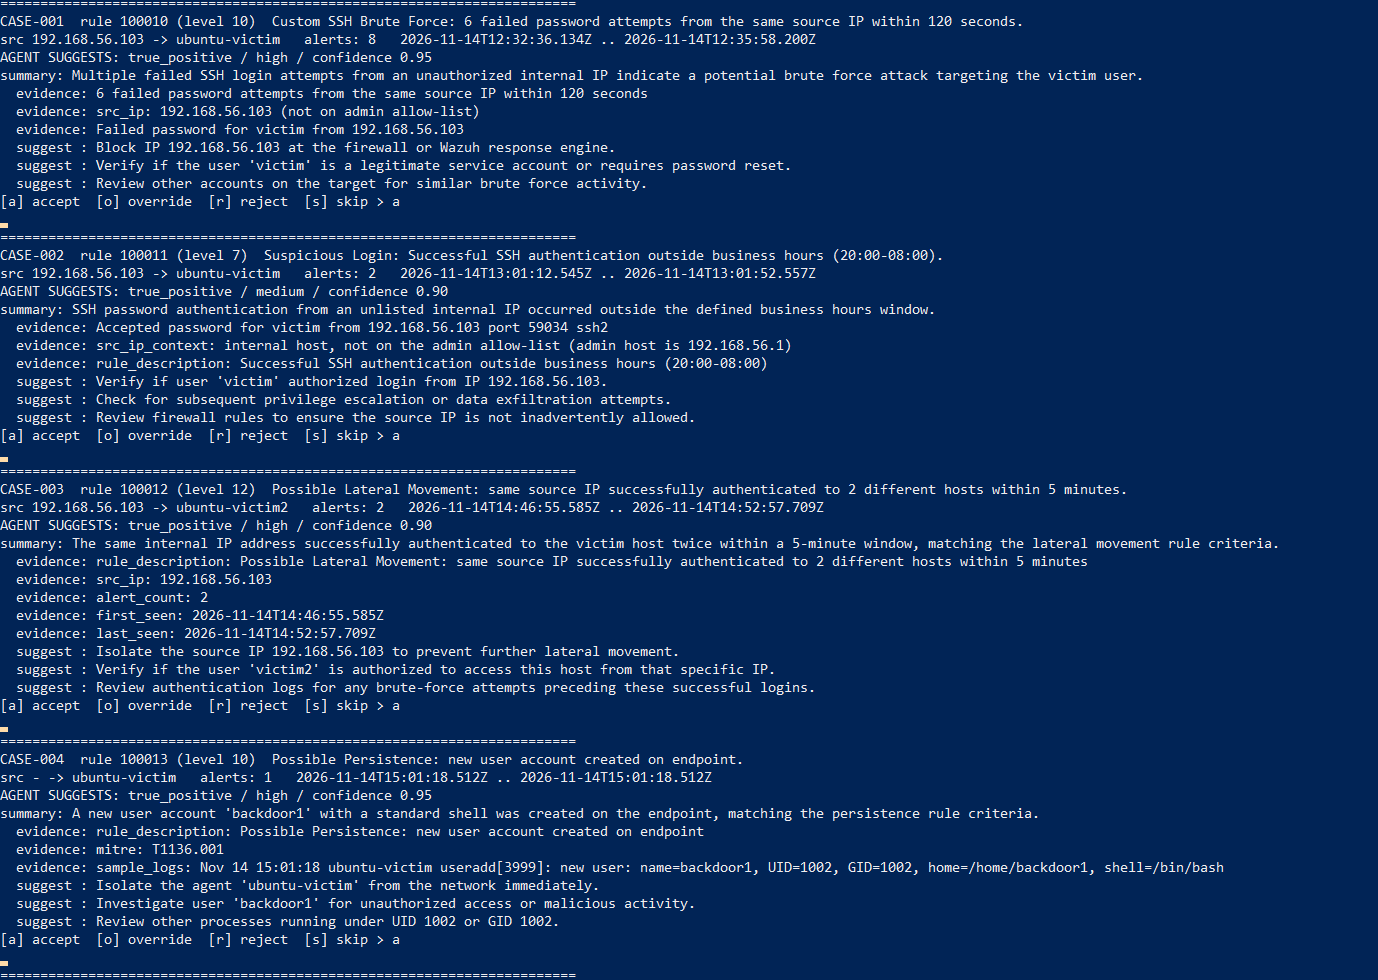 ========================================================================
CASE-001  rule 100010 (level 10)  Custom SSH Brute Force: 6 failed password attempts from the same source IP within 120 seconds.
src 192.168.56.103 -> ubuntu-victim   alerts: 8   2026-11-14T12:32:36.134Z .. 2026-11-14T12:35:58.200Z
AGENT SUGGESTS: true_positive / high / confidence 0.95
summary: Multiple failed SSH login attempts from an unauthorized internal IP indicate a potential brute force attack targeting the victim user.
  evidence: 6 failed password attempts from the same source IP within 120 seconds
  evidence: src_ip: 192.168.56.103 (not on admin allow-list)
  evidence: Failed password for victim from 192.168.56.103
  suggest : Block IP 192.168.56.103 at the firewall or Wazuh response engine.
  suggest : Verify if the user 'victim' is a legitimate service account or requires password reset.
  suggest : Review other accounts on the target for similar brute force activity.
[a] accept  [o] override  [r] reject  [s] skip > a
========================================================================
CASE-002  rule 100011 (level 7)  Suspicious Login: Successful SSH authentication outside business hours (20:00-08:00).
src 192.168.56.103 -> ubuntu-victim   alerts: 2   2026-11-14T13:01:12.545Z .. 2026-11-14T13:01:52.557Z
AGENT SUGGESTS: true_positive / medium / confidence 0.90
summary: SSH password authentication from an unlisted internal IP occurred outside the defined business hours window.
  evidence: Accepted password for victim from 192.168.56.103 port 59034 ssh2
  evidence: src_ip_context: internal host, not on the admin allow-list (admin host is 192.168.56.1)
  evidence: rule_description: Successful SSH authentication outside business hours (20:00-08:00)
  suggest : Verify if user 'victim' authorized login from IP 192.168.56.103.
  suggest : Check for subsequent privilege escalation or data exfiltration attempts.
  suggest : Review firewall rules to ensure the source IP is not inadvertently allowed.
[a] accept  [o] override  [r] reject  [s] skip > a
========================================================================
CASE-003  rule 100012 (level 12)  Possible Lateral Movement: same source IP successfully authenticated to 2 different hosts within 5 minutes.
src 192.168.56.103 -> ubuntu-victim2   alerts: 2   2026-11-14T14:46:55.585Z .. 2026-11-14T14:52:57.709Z
AGENT SUGGESTS: true_positive / high / confidence 0.90
summary: The same internal IP address successfully authenticated to the victim host twice within a 5-minute window, matching the lateral movement rule criteria.
  evidence: rule_description: Possible Lateral Movement: same source IP successfully authenticated to 2 different hosts within 5 minutes
  evidence: src_ip: 192.168.56.103
  evidence: alert_count: 2
  evidence: first_seen: 2026-11-14T14:46:55.585Z
  evidence: last_seen: 2026-11-14T14:52:57.709Z
  suggest : Isolate the source IP 192.168.56.103 to prevent further lateral movement.
  suggest : Verify if the user 'victim2' is authorized to access this host from that specific IP.
  suggest : Review authentication logs for any brute-force attempts preceding these successful logins.
[a] accept  [o] override  [r] reject  [s] skip > a
========================================================================
CASE-004  rule 100013 (level 10)  Possible Persistence: new user account created on endpoint.
src - -> ubuntu-victim   alerts: 1   2026-11-14T15:01:18.512Z .. 2026-11-14T15:01:18.512Z
AGENT SUGGESTS: true_positive / high / confidence 0.95
summary: A new user account 'backdoor1' with a standard shell was created on the endpoint, matching the persistence rule criteria.
  evidence: rule_description: Possible Persistence: new user account created on endpoint
  evidence: mitre: T1136.001
  evidence: sample_logs: Nov 14 15:01:18 ubuntu-victim useradd[3999]: new user: name=backdoor1, UID=1002, GID=1002, home=/home/backdoor1, shell=/bin/bash
  suggest : Isolate the agent 'ubuntu-victim' from the network immediately.
  suggest : Investigate user 'backdoor1' for unauthorized access or malicious activity.
  suggest : Review other processes running under UID 1002 or GID 1002.
[a] accept  [o] override  [r] reject  [s] skip > a
========================================================================